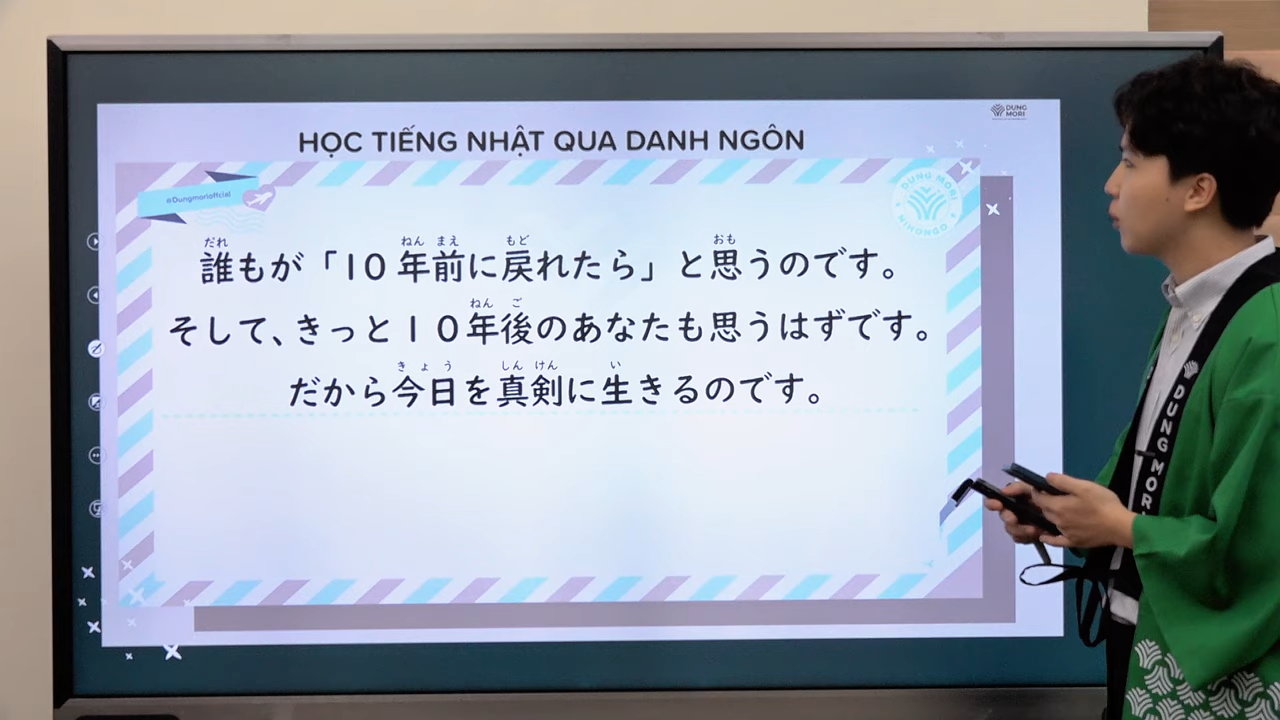 DUNG MORI
HỌC TIẾNG NHẬT QUA DANH NGÔN
@Dungmoriofficial
DUNG MORI NIHONGO
だれ ねん まえ もど おも
誰もが「10年前に戻れたら」と思うのです。
ねん ご
そして、きっと10年後のあなたも思うはずです。
きょう しん けん い
だから今日を真剣に生きるのです。
DUNG MORI